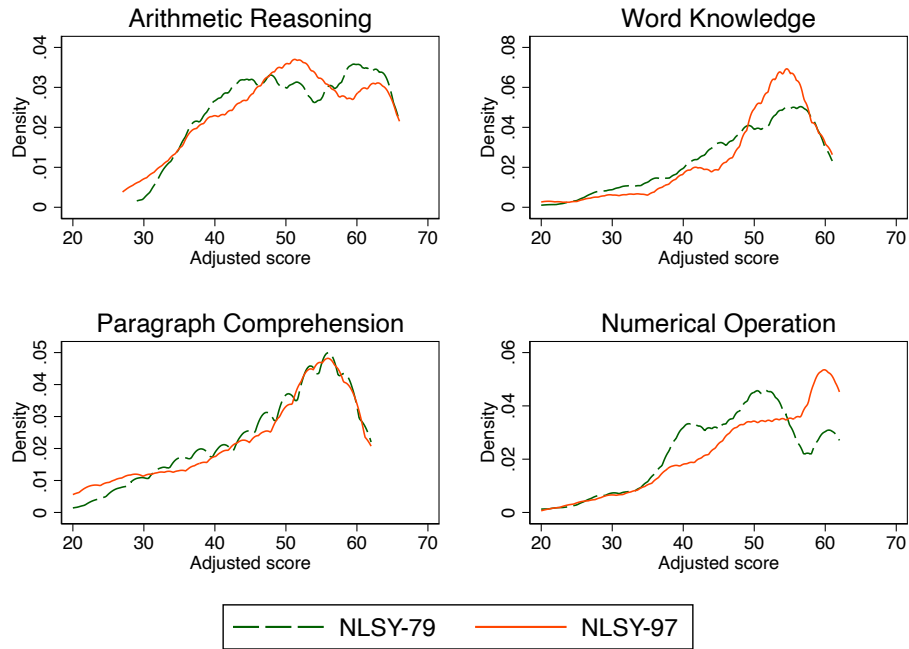 Arithmetic Reasoning
Density
0 .01 .02 .03 .04
20 30 40 50 60 70
Adjusted score
Word Knowledge
Density
0 .02 .04 .06 .08
20 30 40 50 60 70
Adjusted score
Paragraph Comprehension
Density
0 .01 .02 .03 .04 .05
20 30 40 50 60 70
Adjusted score
Numerical Operation
Density
0 .02 .04 .06
20 30 40 50 60 70
Adjusted score
NLSY-79 NLSY-97